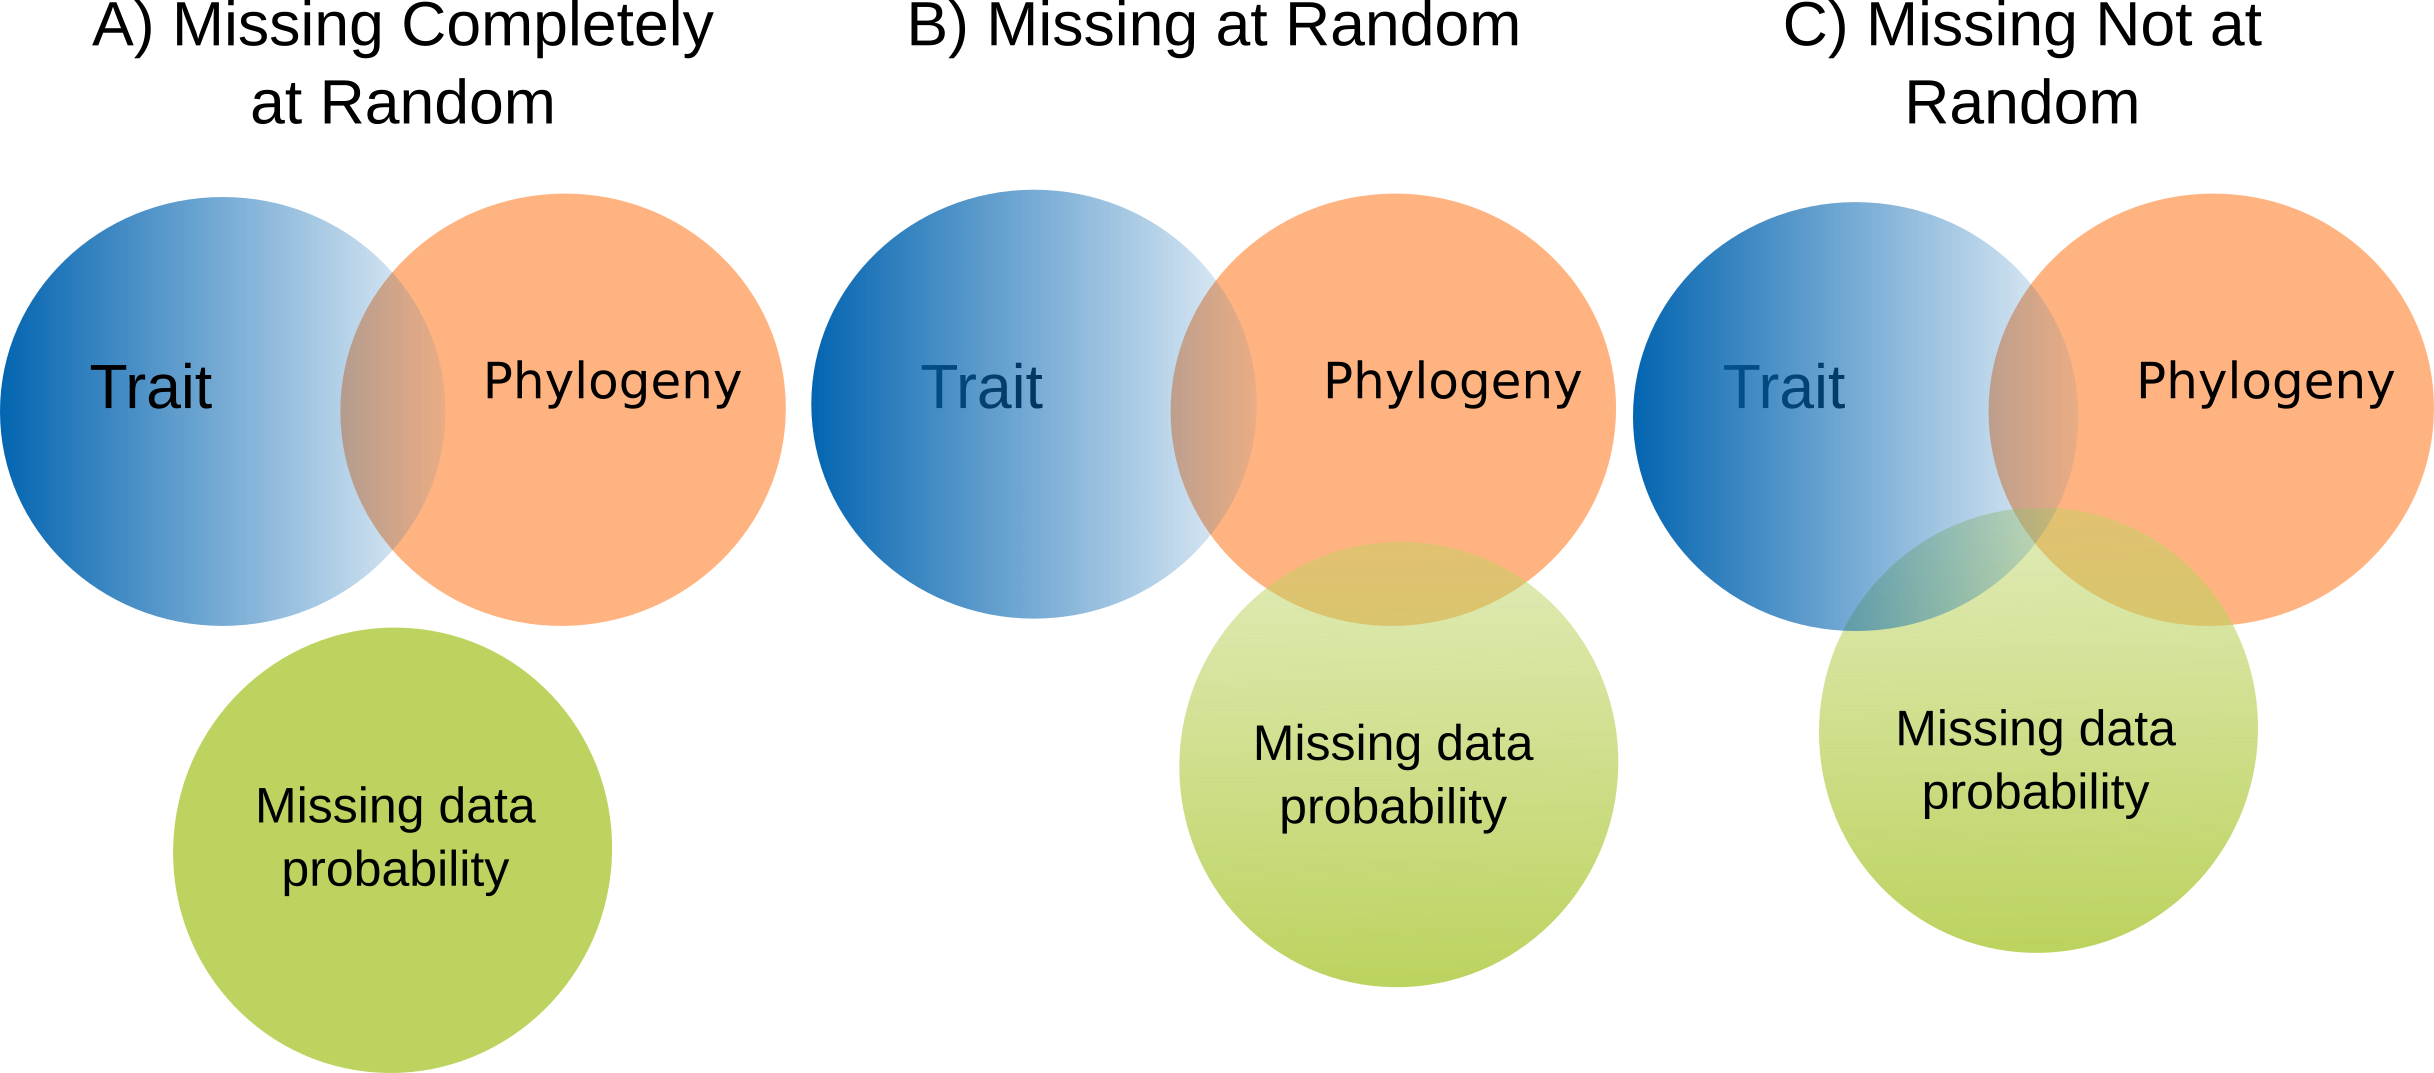 A) Missing Completely
at Random
B) Missing at Random
C) Missing Not at
Random
Trait
Phylogeny
Missing data
probability
Trait
Phylogeny
Missing data
probability
Trait
Phylogeny
Missing data
probability